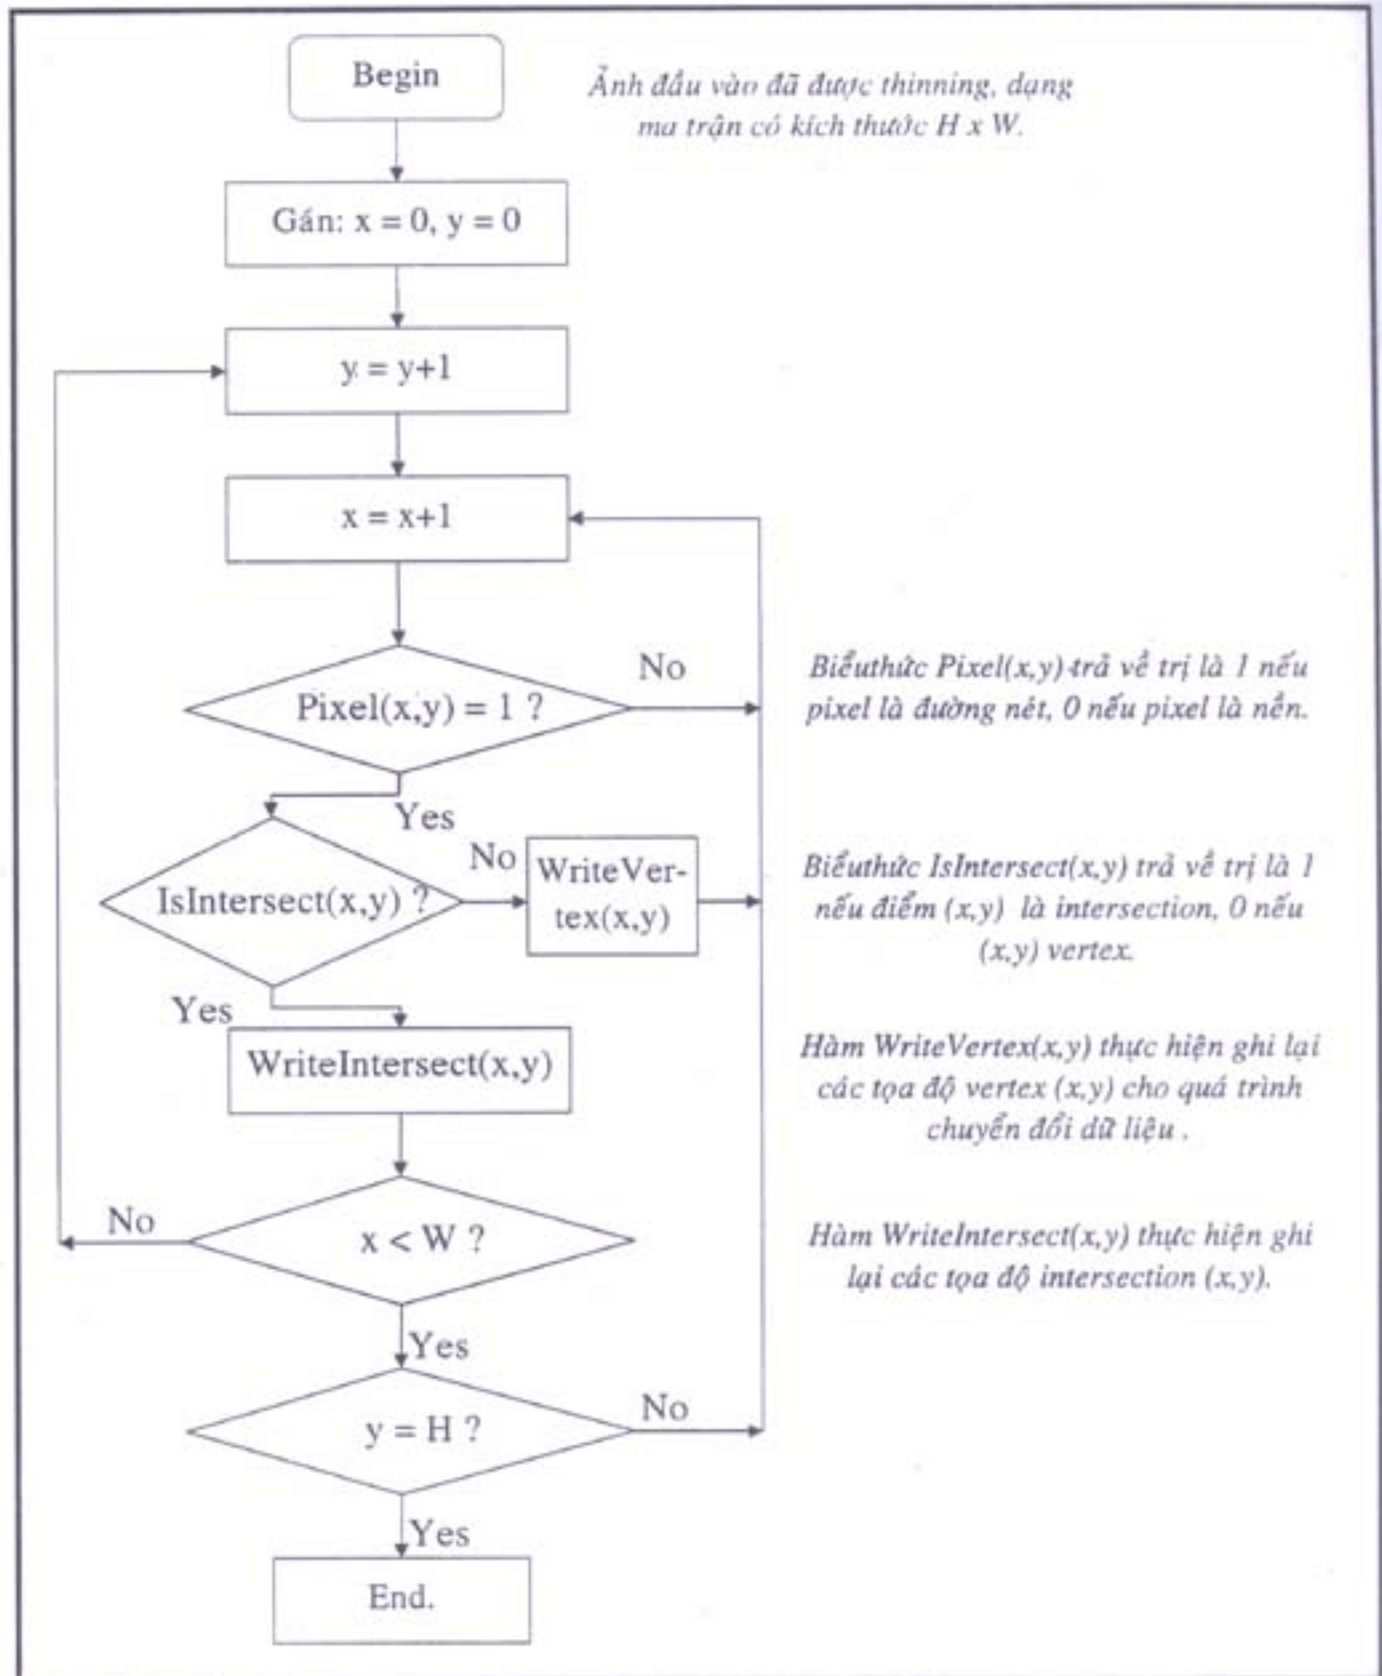 Begin
Ảnh đầu vào đã được thinning, dạng
ma trận có kích thước H x W.
Gán: x = 0, y = 0
y = y+1
x = x+1
No
Pixel(x,y) = 1 ?
Biểuthức Pixel(x,y) trả về trị là 1 nếu
pixel là đường nét, 0 nếu pixel là nền.
Yes
No
IsIntersect(x,y) ?
WriteVer-
tex(x,y)
Biểuthức IsIntersect(x,y) trả về trị là 1
nếu điểm (x,y) là intersection, 0 nếu
(x,y) vertex.
Yes
WriteIntersect(x,y)
Hàm WriteVertex(x,y) thực hiện ghi lại
các tọa độ vertex (x,y) cho quá trình
chuyển đổi dữ liệu .
No
x < W ?
Hàm WriteIntersect(x,y) thực hiện ghi
lại các tọa độ intersection (x,y).
Yes
No
y = H ?
Yes
End.